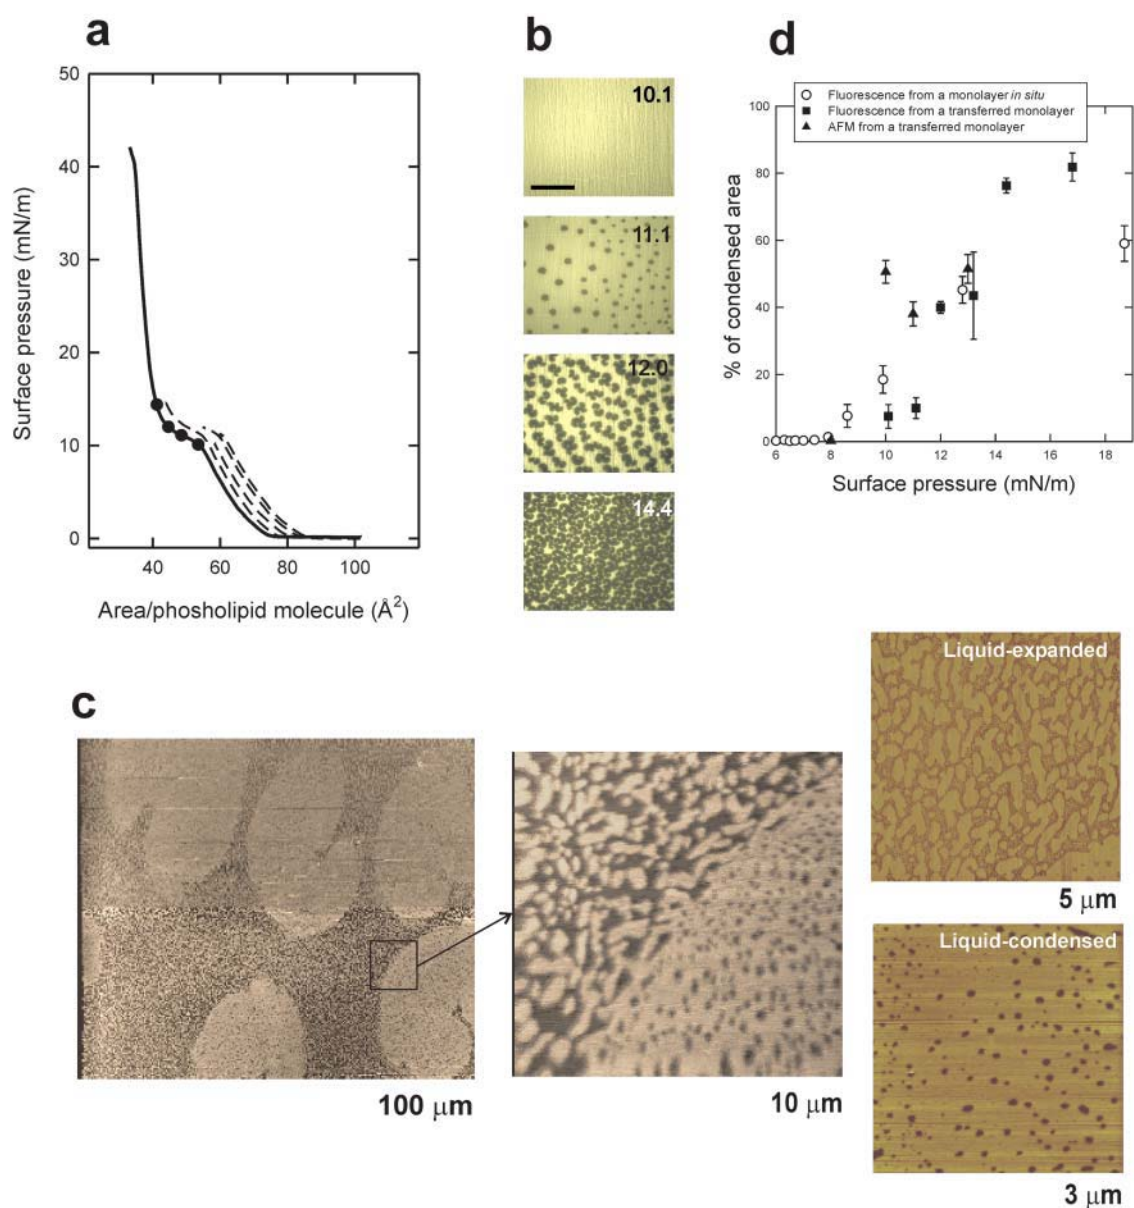 a
50
40
30
20
10
0
Surface pressure (mN/m)
40 60 80 100
Area/phosholipid molecule (Å²)
b
10.1
11.1
12.0
14.4
d
100
80
60
40
20
0
% of condensed area
Fluorescence from a monolayer in situ
Fluorescence from a transferred monolayer
AFM from a transferred monolayer
6 8 10 12 14 16 18
Surface pressure (mN/m)
c
100 μm
10 μm
Liquid-expanded
5 μm
Liquid-condensed
3 μm